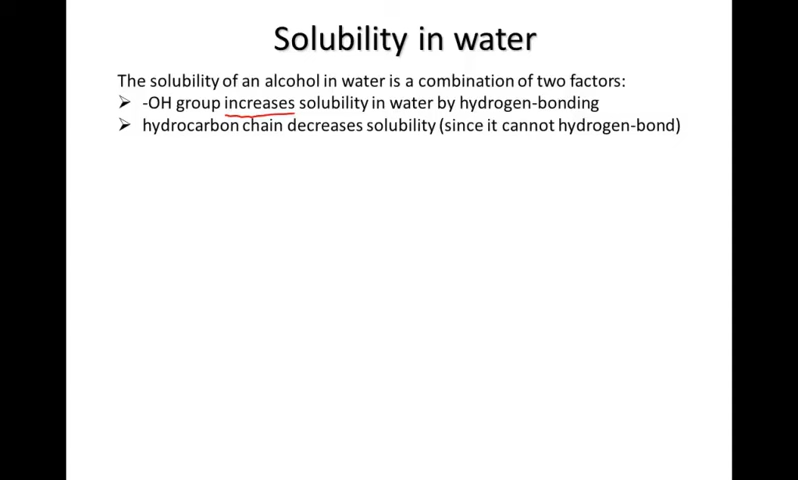 Solubility in water
The solubility of an alcohol in water is a combination of two factors:
➢ -OH group increases solubility in water by hydrogen-bonding
➢ hydrocarbon chain decreases solubility (since it cannot hydrogen-bond)